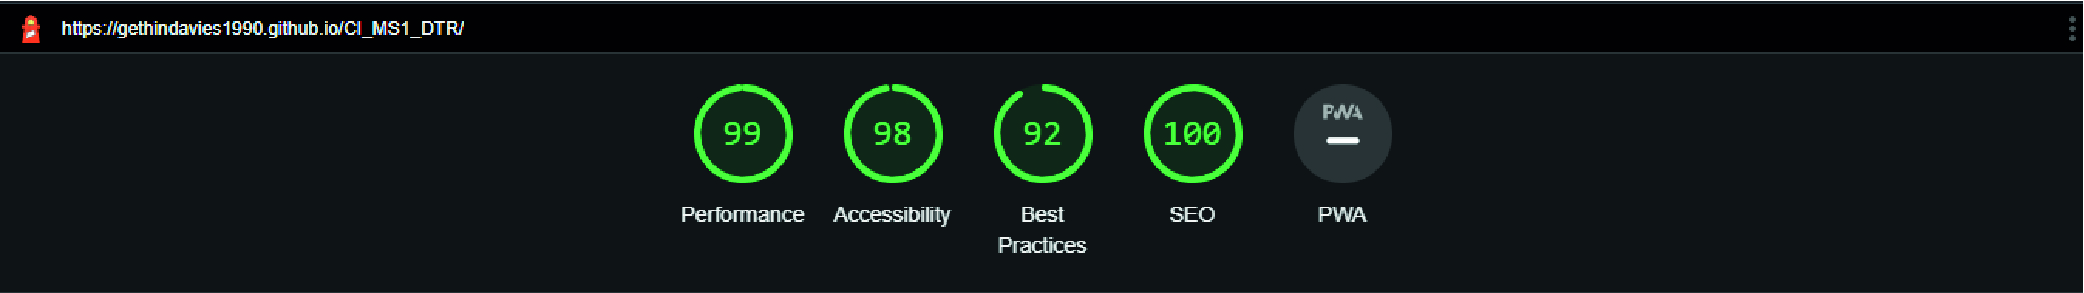 https://gethindavies1990.github.io/CI_MS1_DTR/
99
98
92
100
PWA
Performance
Accessibility
Best
Practices
SEO
PWA